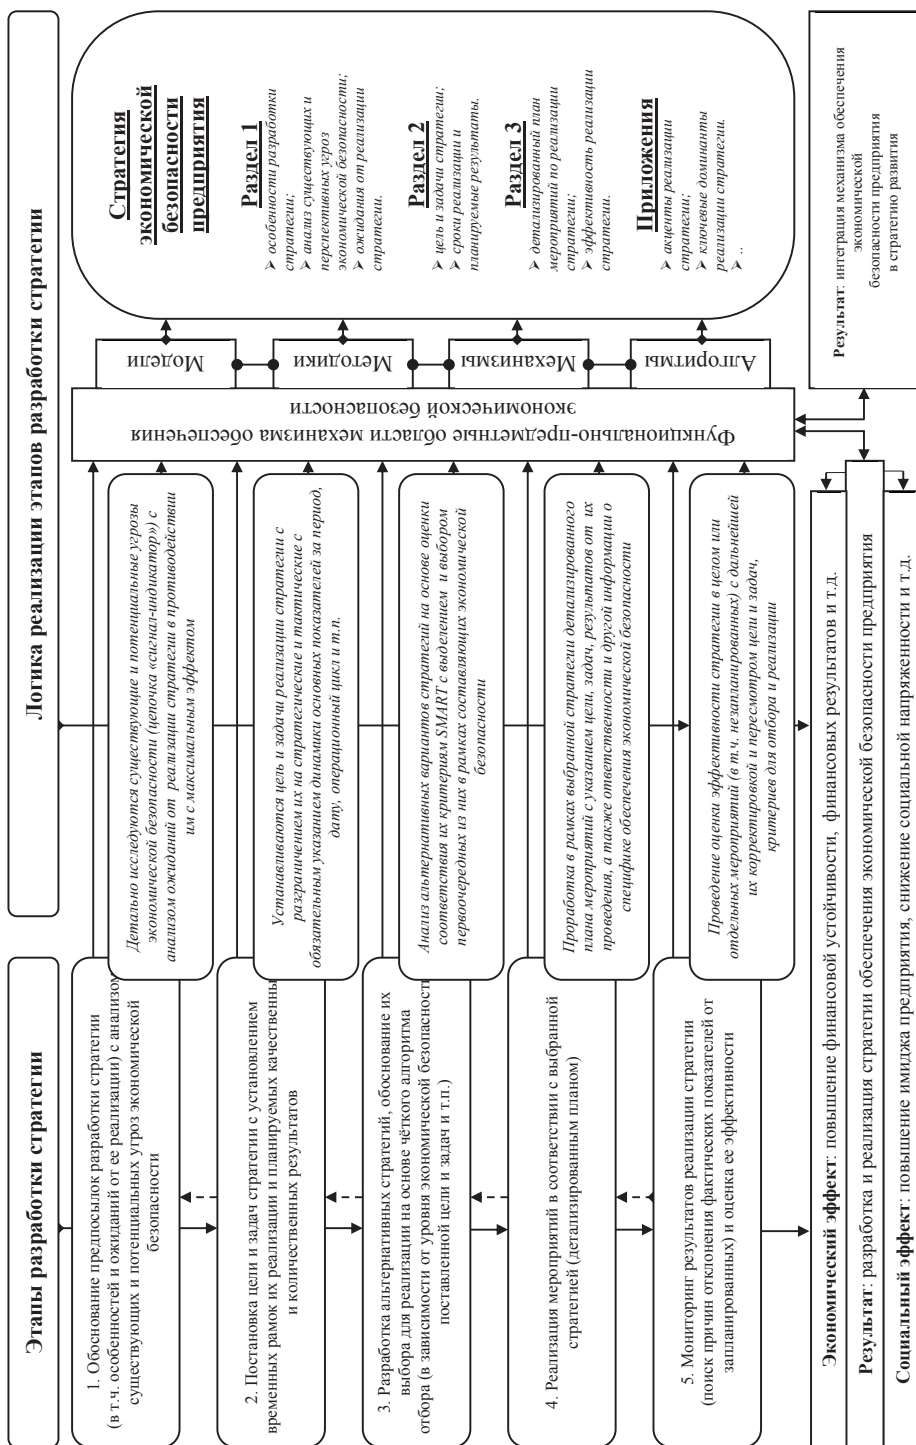 Этапы разработки стратегии
Логика реализации этапов разработки стратегии
1. Обоснование предпосылок разработки стратегии
(в т.ч. особенностей и ожиданий от ее реализации) с анализом
существующих и потенциальных угроз экономической
безопасности
2. Постановка цели и задач стратегии с установлением
временных рамок их реализации и планируемых качественны
и количественных результатов
3. Разработка альтернативных стратегий, обоснование их
выбора для реализации на основе чёткого алгоритма
отбора (в зависимости от уровня экономической безопасност
поставленной цели и задач и т.п.)
4. Реализация мероприятий в соответствии с выбранной
стратегией (детализированным планом)
5. Мониторинг результатов реализации стратегии
(поиск причин отклонения фактических показателей от
запланированных) и оценка ее эффективности
Детально исследуются существующие и потенциальные угрозы
экономической безопасности (цепочка «сигнал-индикатор») с
анализом ожиданий от реализации стратегии в противодействии
им с максимальным эффектом
Устанавливаются цель и задачи реализации стратегии с
разграничением их на стратегические и тактические с
обязательным указанием динамики основных показателей за период,
дату, операционный цикл и т.п.
Анализ альтернативных вариантов стратегий на основе оценки
соответствия их критериям SMART с выделением и выбором
первоочередных из них в рамках составляющих экономической
безопасности
Проработка в рамках выбранной стратегии детализированного
плана мероприятий с указанием цели, задач, результатов от их
проведения, а также ответственности и другой информации о
специфике обеспечения экономической безопасности
Проведение оценки эффективности стратегии в целом или
отдельных мероприятий (в т.ч. незапланированных) с дальнейшей
их корректировкой и пересмотром цели и задач,
критериев для отбора и реализации
Функционально-предметные области механизма обеспечения
экономической безопасности
Модели
Методики
Механизмы
Алгоритмы
Стратегия
экономической
безопасности
предприятия
Раздел 1
➢ особенности разработки
стратегии;
➢ анализ существующих и
перспективных угроз
экономической безопасности;
➢ ожидания от реализации
стратегии.
Раздел 2
➢ цель и задачи стратегии;
➢ сроки реализации и
планируемые результаты.
Раздел 3
➢ детализированный план
мероприятий по реализации
стратегии;
➢ эффективность реализации
стратегии.
Приложения
➢ акценты реализации
стратегии;
➢ ключевые доминанты
реализации стратегии.
➢ ..
Экономический эффект: повышение финансовой устойчивости, финансовых результатов и т.д.
Результат: разработка и реализация стратегии обеспечения экономической безопасности предприятия
Социальный эффект: повышение имиджа предприятия, снижение социальной напряженности и т.д.
Результат: интеграция механизма обеспечения
экономической
безопасности предприятия
в стратегию развития